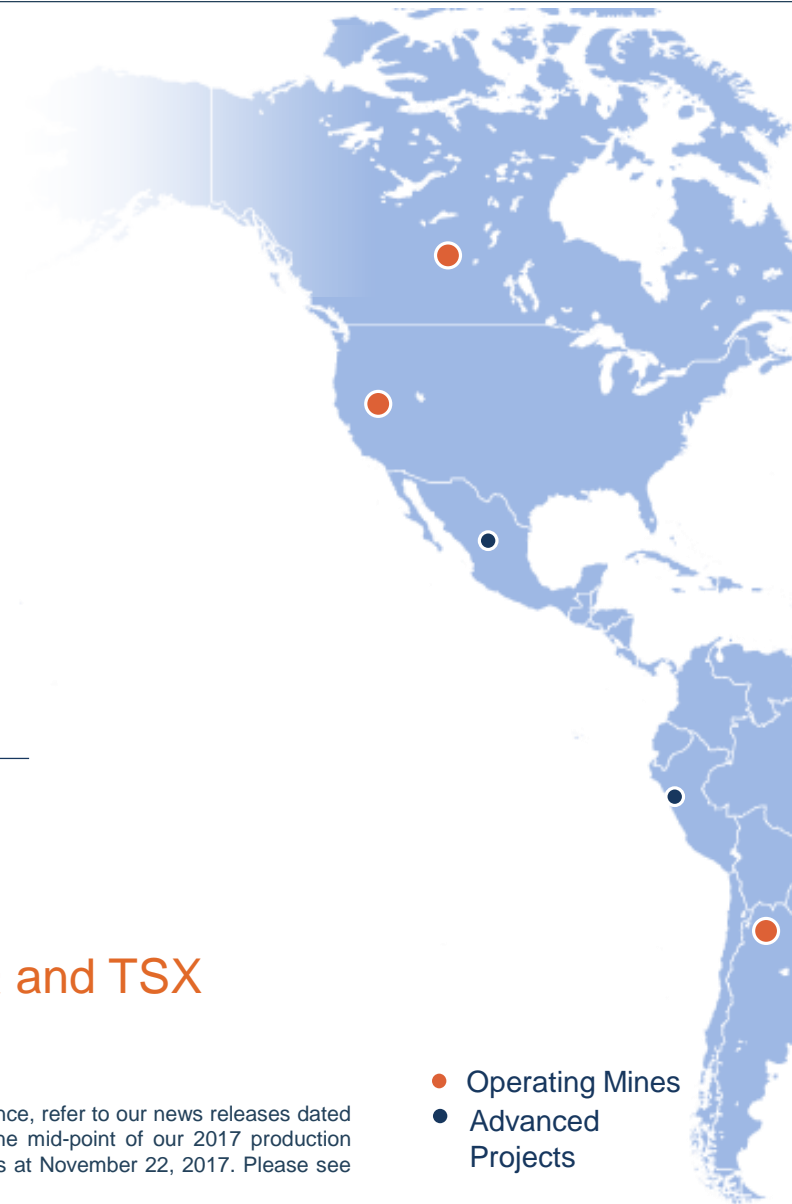 and TSX
Operating Mines
Advanced
Projects
nce, refer to our news releases dated
he mid-point of our 2017 production
s at November 22, 2017. Please see